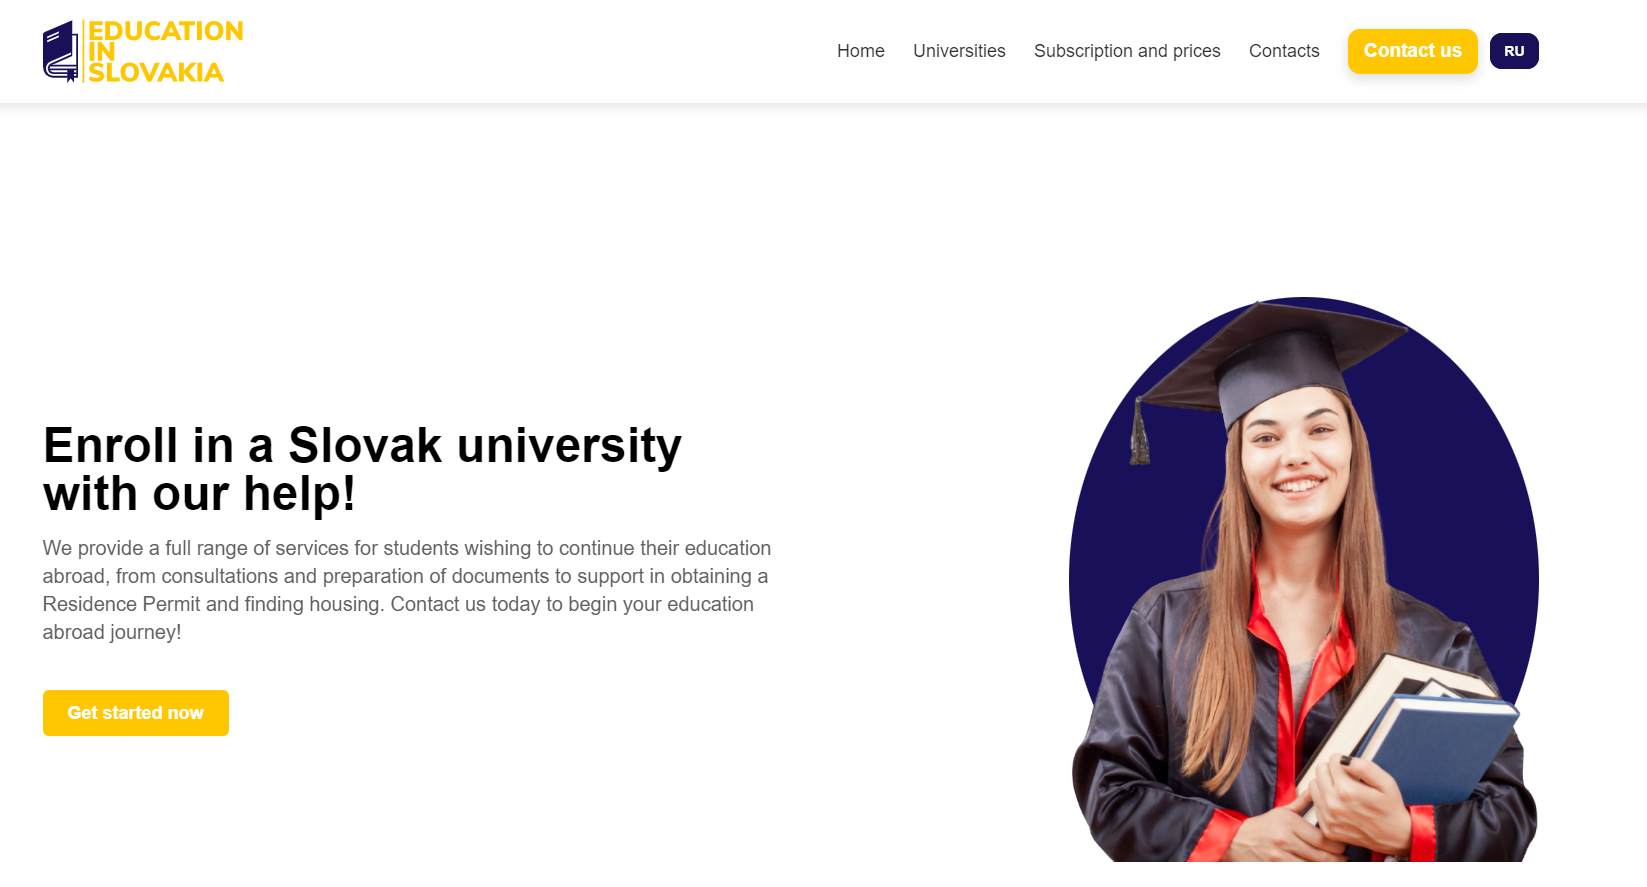 EDUCATION
IN
SLOVAKIA
Home Universities Subscription and prices Contacts Contact us RU
Enroll in a Slovak university
with our help!
We provide a full range of services for students wishing to continue their education
abroad, from consultations and preparation of documents to support in obtaining a
Residence Permit and finding housing. Contact us today to begin your education
abroad journey!
Get started now